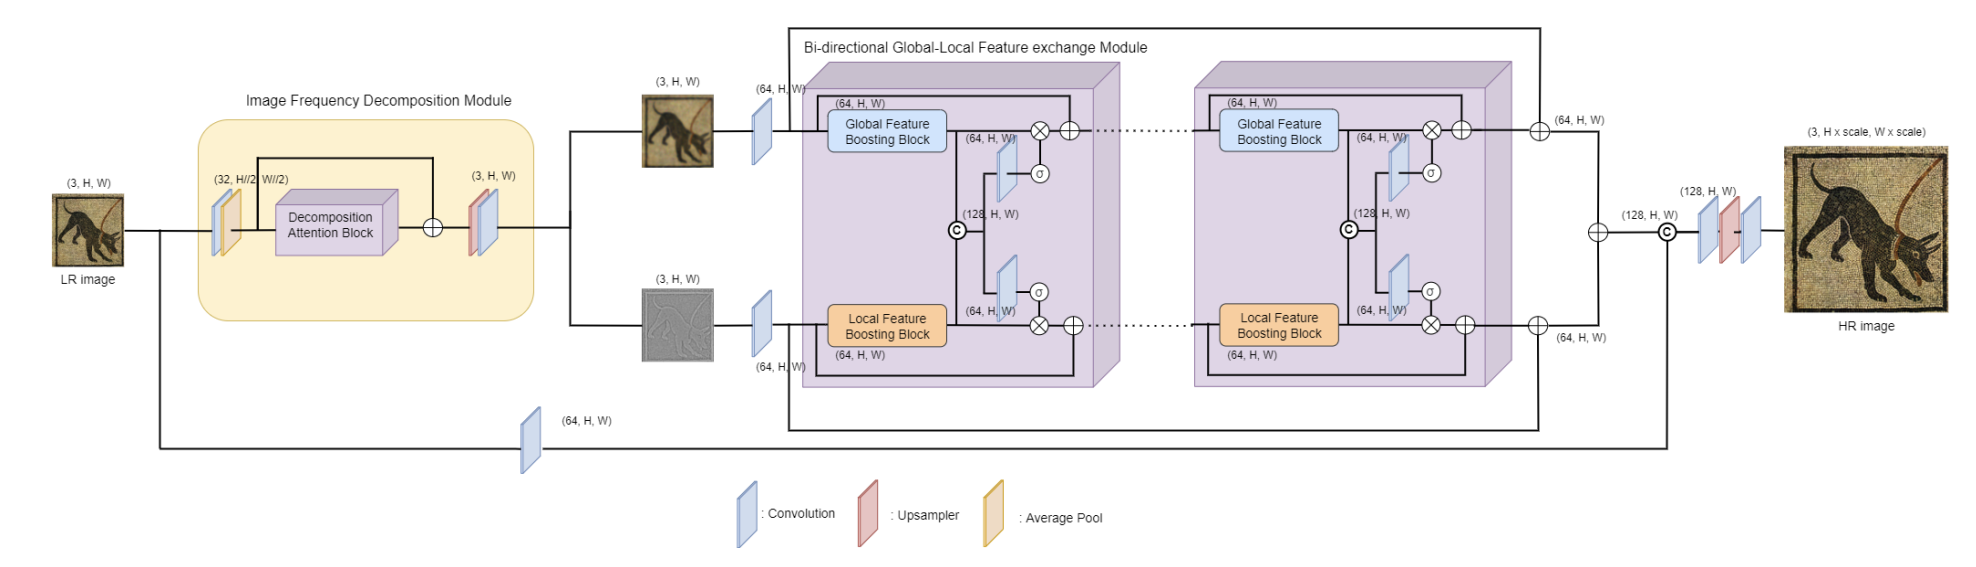 Bi-directional Global-Local Feature exchange Module
Image Frequency Decomposition Module
(3, H, W)
LR image
(32, H//2, W//2)
Decomposition
Attention Block
(3, H, W)
(3, H, W)
(3, H, W)
(64, H, W)
(64, H, W)
(64, H, W)
Global Feature
Boosting Block
(64, H, W)
σ
(128, H, W)
C
σ
(64, H, W)
Local Feature
Boosting Block
(64, H, W)
(64, H, W)
Global Feature
Boosting Block
(64, H, W)
σ
(128, H, W)
C
σ
(64, H, W)
Local Feature
Boosting Block
(64, H, W)
(64, H, W)
(64, H, W)
(128, H, W)
C
(128, H, W)
(3, H x scale, W x scale)
HR image
(64, H, W)
: Convolution
: Upsampler
: Average Pool